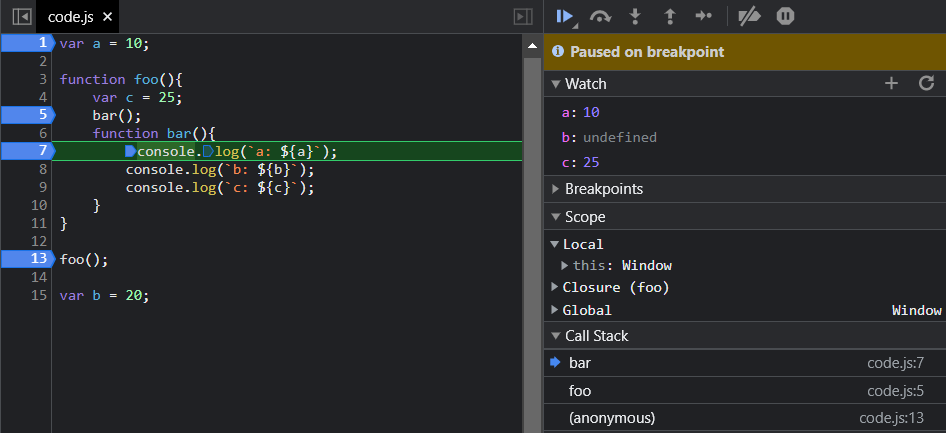 code.js ×
1 var a = 10;
2
3 function foo(){
4 var c = 25;
5 bar();
6 function bar(){
7 console.log(`a: ${a}`);
8 console.log(`b: ${b}`);
9 console.log(`c: ${c}`);
10 }
11 }
12
13 foo();
14
15 var b = 20;
Paused on breakpoint
Watch
a: 10
b: undefined
c: 25
Breakpoints
Scope
Local
this: Window
Closure (foo)
Global Window
Call Stack
bar code.js:7
foo code.js:5
(anonymous) code.js:13